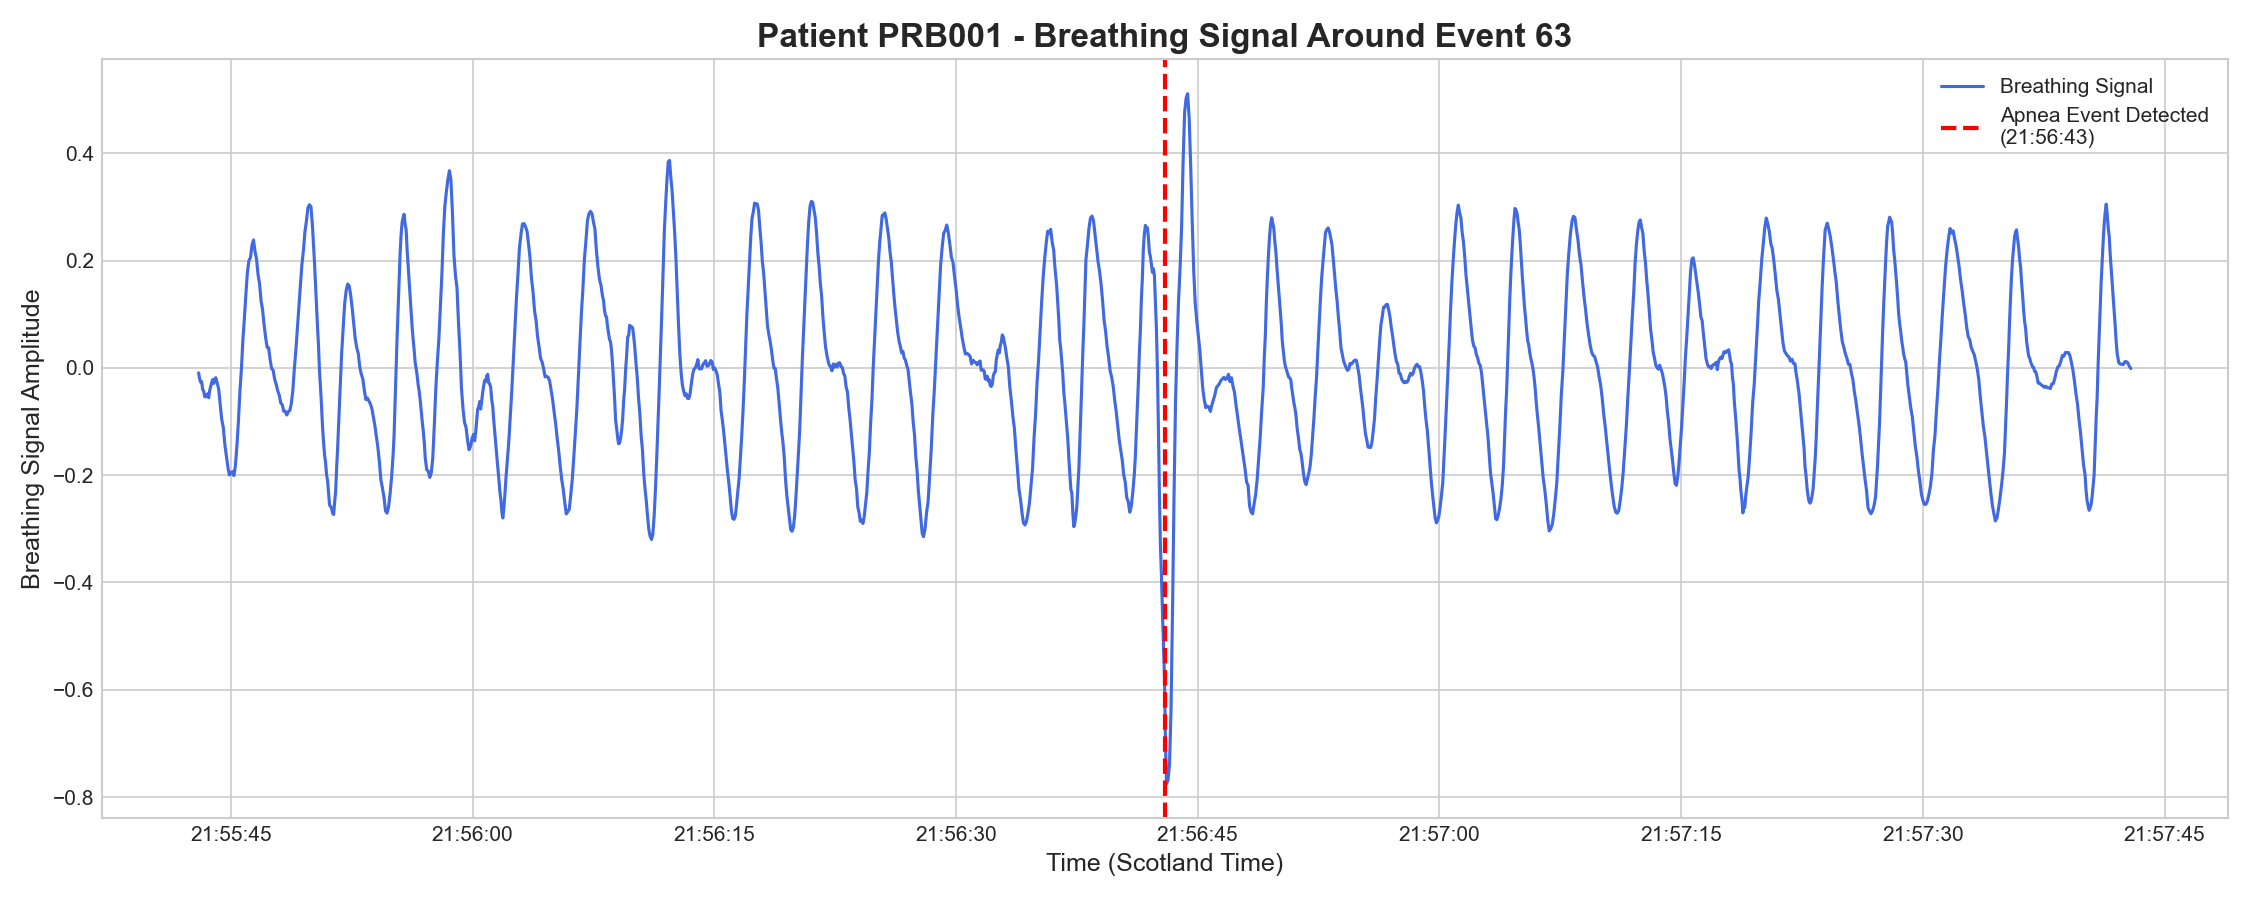 Patient PRB001 - Breathing Signal Around Event 63
Breathing Signal
Apnea Event Detected
(21:56:43)
Breathing Signal Amplitude
0.4
0.2
0.0
−0.2
−0.4
−0.6
−0.8
21:55:45 21:56:00 21:56:15 21:56:30 21:56:45 21:57:00 21:57:15 21:57:30 21:57:45
Time (Scotland Time)